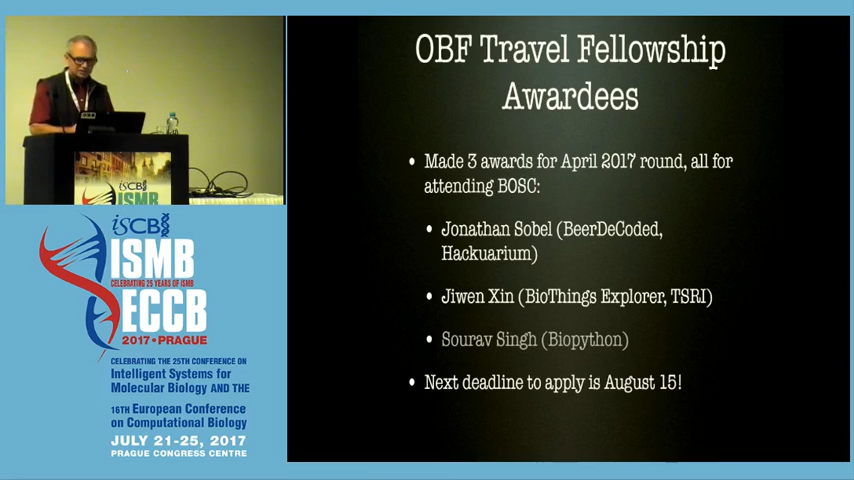 OBF Travel Fellowship
Awardees
• Made 3 awards for April 2017 round, all for
attending BOSC:
• Jonathan Sobel (BeerDeCoded,
Hackuarium)
• Jiwen Xin (BioThings Explorer, TSRI)
• Sourav Singh (Biopython)
• Next deadline to apply is August 15!
iSCB
ISMB
iSCB
ISMB
CELEBRATING 25 YEARS OF ISMB
ECCB
2017 • PRAGUE
CELEBRATING THE 25TH CONFERENCE ON
Intelligent Systems for
Molecular Biology AND THE
16TH European Conference
on Computational Biology
JULY 21-25, 2017
PRAGUE CONGRESS CENTRE